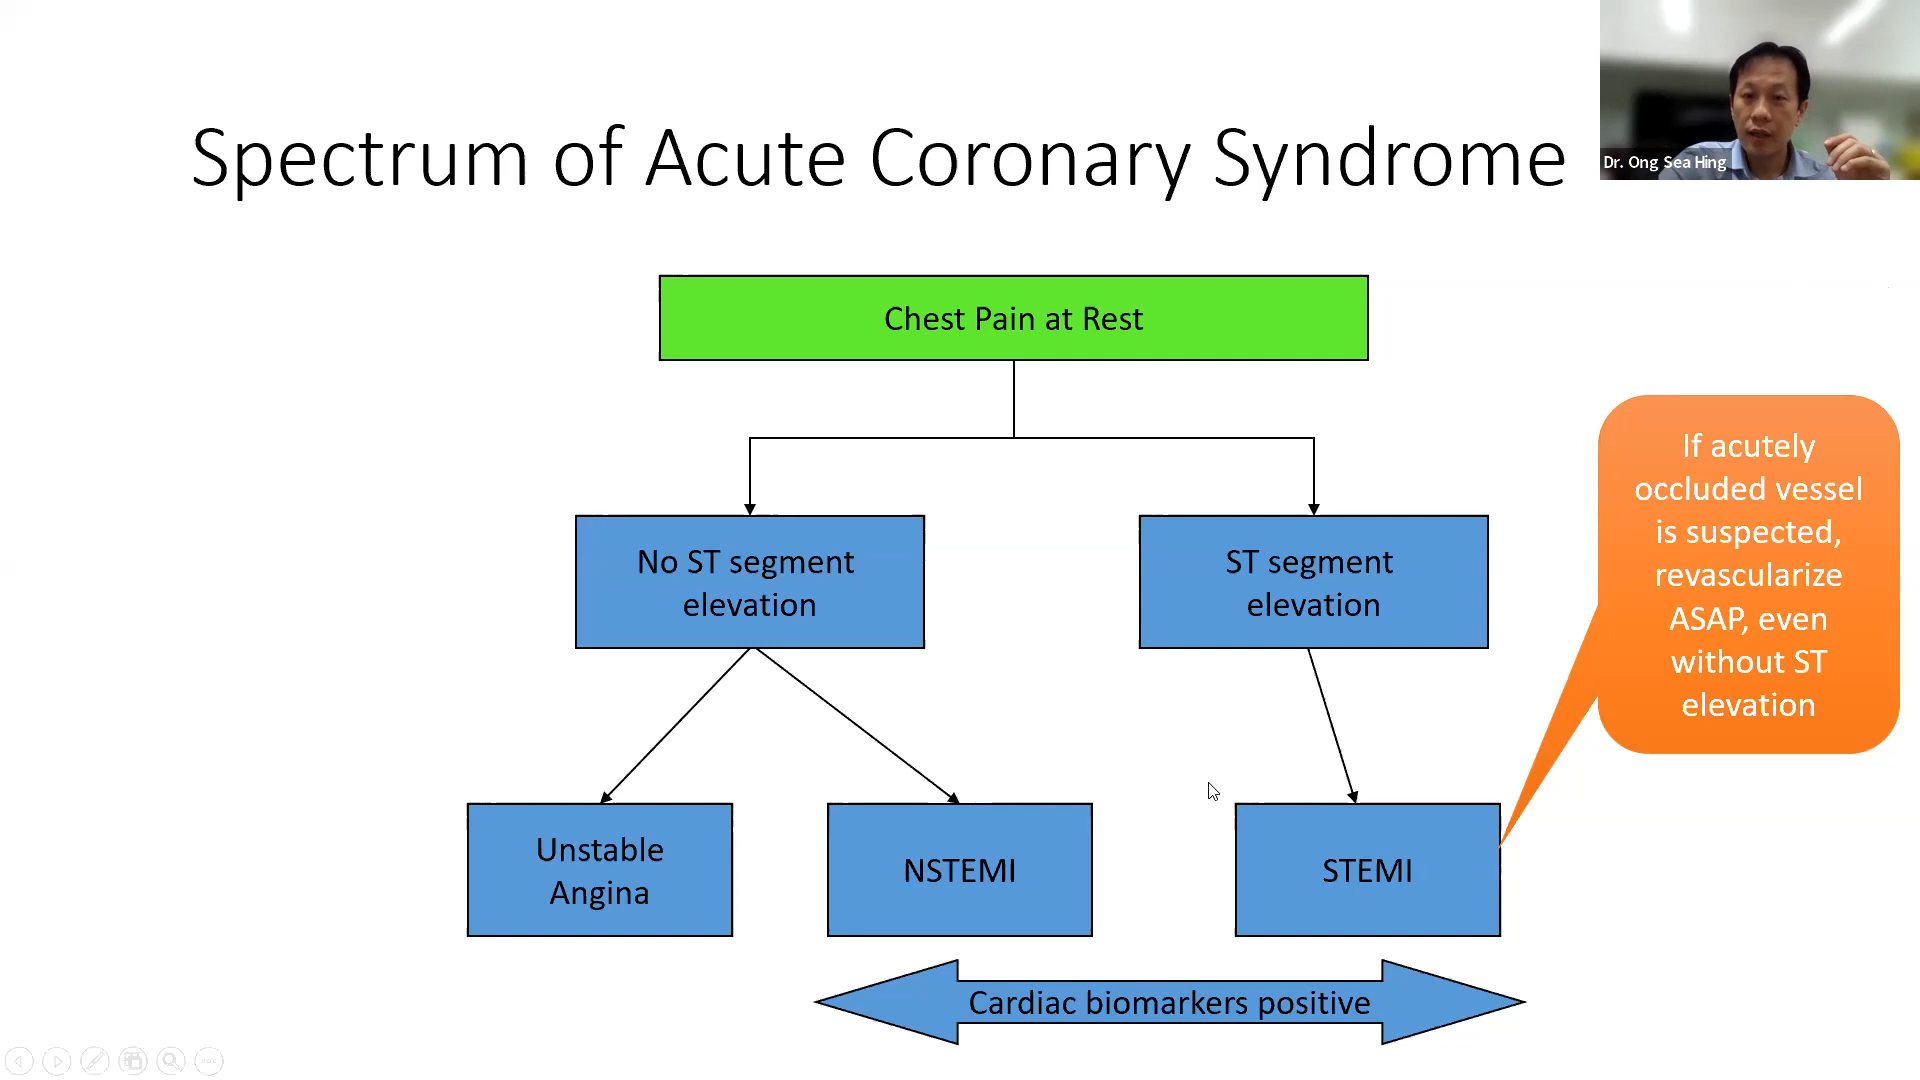 Spectrum of Acute Coronary Syndrome
Dr. Ong Sea Hing
Chest Pain at Rest
No ST segment
elevation
ST segment
elevation
If acutely
occluded vessel
is suspected,
revascularize
ASAP, even
without ST
elevation
Unstable
Angina
NSTEMI
STEMI
Cardiac biomarkers positive